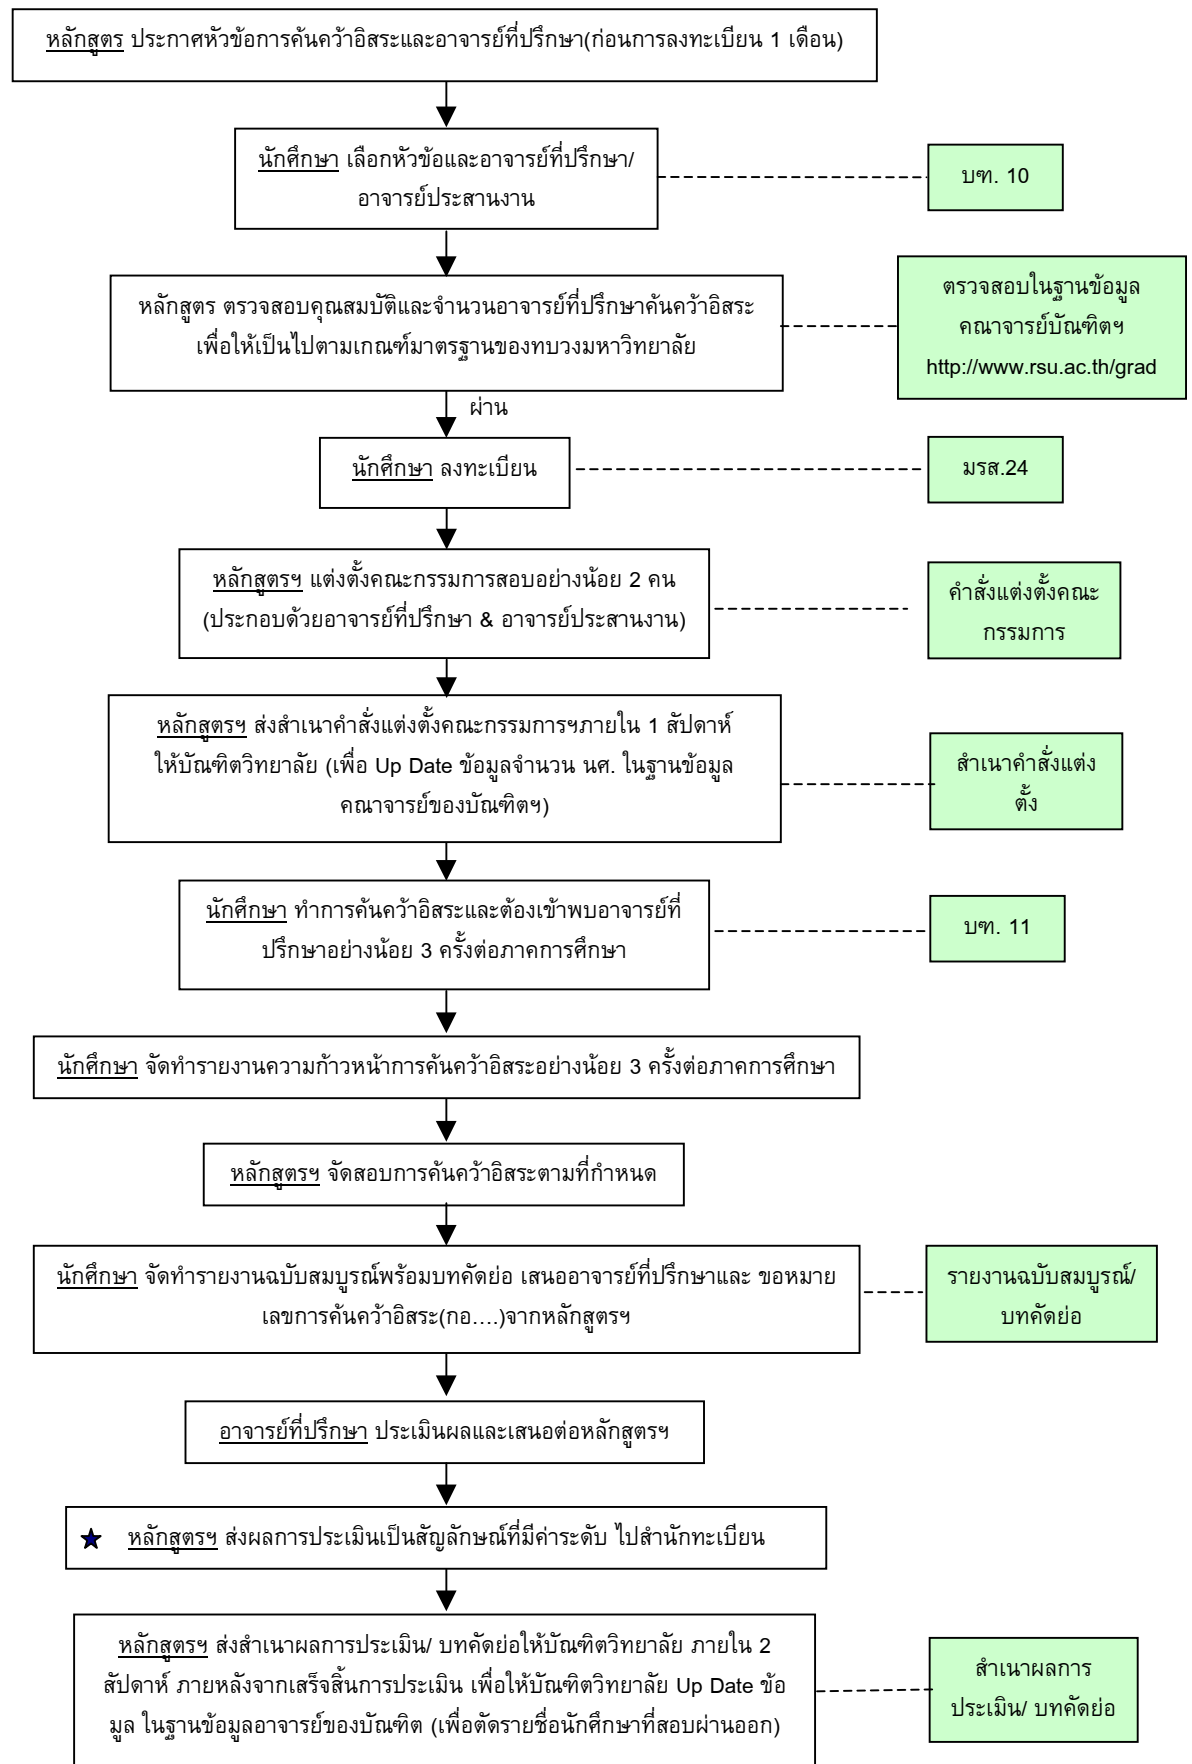 หลักสูตร ประกาศหัวข้อการค้นคว้าอิสระและอาจารย์ที่ปรึกษา(ก่อนการลงทะเบียน 1 เดือน)
นักศึกษา เลือกหัวข้อและอาจารย์ที่ปรึกษา/
อาจารย์ประสานงาน
บฑ. 10
หลักสูตร ตรวจสอบคุณสมบัติและจำนวนอาจารย์ที่ปรึกษาค้นคว้าอิสระ
เพื่อให้เป็นไปตามเกณฑ์มาตรฐานของทบวงมหาวิทยาลัย
ตรวจสอบในฐานข้อมูล
คณาจารย์บัณฑิตฯ
http://www.rsu.ac.th/grad
ผ่าน
นักศึกษา ลงทะเบียน
มรส.24
หลักสูตรฯ แต่งตั้งคณะกรรมการสอบอย่างน้อย 2 คน
(ประกอบด้วยอาจารย์ที่ปรึกษา & อาจารย์ประสานงาน)
คำสั่งแต่งตั้งคณะ
กรรมการ
หลักสูตรฯ ส่งสำเนาคำสั่งแต่งตั้งคณะกรรมการฯภายใน 1 สัปดาห์
ให้บัณฑิตวิทยาลัย (เพื่อ Up Date ข้อมูลจำนวน นศ. ในฐานข้อมูล
คณาจารย์ของบัณฑิตฯ)
สำเนาคำสั่งแต่ง
ตั้ง
นักศึกษา ทำการค้นคว้าอิสระและต้องเข้าพบอาจารย์ที่
ปรึกษาอย่างน้อย 3 ครั้งต่อภาคการศึกษา
บฑ. 11
นักศึกษา จัดทำรายงานความก้าวหน้าการค้นคว้าอิสระอย่างน้อย 3 ครั้งต่อภาคการศึกษา
หลักสูตรฯ จัดสอบการค้นคว้าอิสระตามที่กำหนด
นักศึกษา จัดทำรายงานฉบับสมบูรณ์พร้อมบทคัดย่อ เสนออาจารย์ที่ปรึกษาและ ขอหมาย
เลขการค้นคว้าอิสระ(กอ....)จากหลักสูตรฯ
รายงานฉบับสมบูรณ์/
บทคัดย่อ
อาจารย์ที่ปรึกษา ประเมินผลและเสนอต่อหลักสูตรฯ
★ หลักสูตรฯ ส่งผลการประเมินเป็นสัญลักษณ์ที่มีค่าระดับ ไปสำนักทะเบียน
หลักสูตรฯ ส่งสำเนาผลการประเมิน/ บทคัดย่อให้บัณฑิตวิทยาลัย ภายใน 2
สัปดาห์ ภายหลังจากเสร็จสิ้นการประเมิน เพื่อให้บัณฑิตวิทยาลัย Up Date ข้อ
มูล ในฐานข้อมูลอาจารย์ของบัณฑิต (เพื่อตัดรายชื่อนักศึกษาที่สอบผ่านออก)
สำเนาผลการ
ประเมิน/ บทคัดย่อ